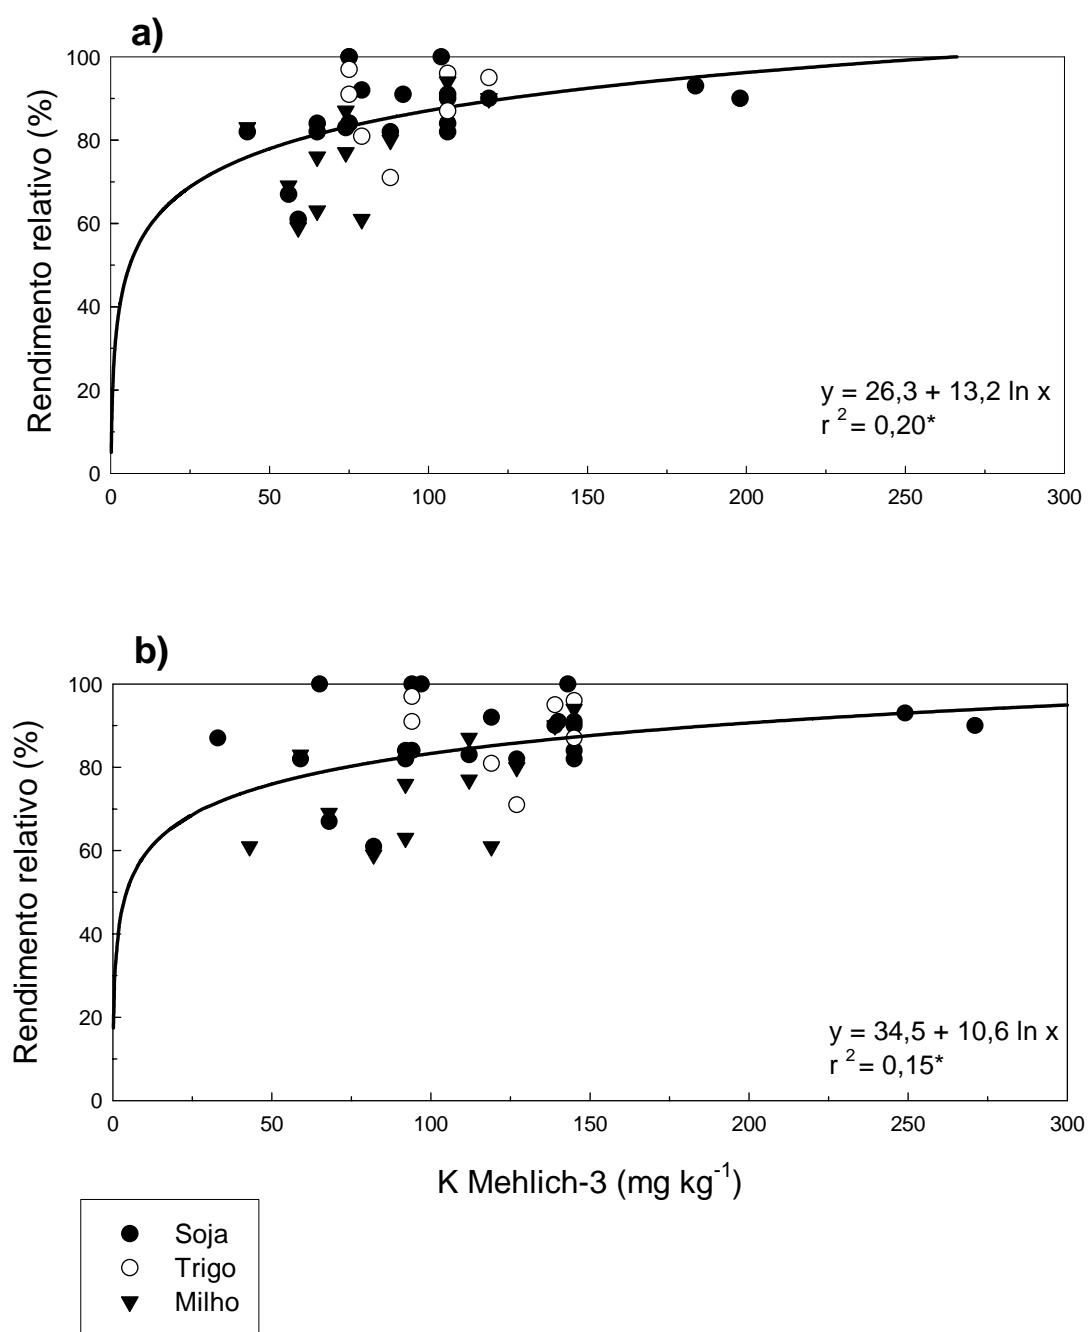 a)
Rendimento relativo (%)
100
80
60
40
20
0
y = 26,3 + 13,2 ln x
r ² = 0,20*
0 50 100 150 200 250 300
b)
Rendimento relativo (%)
100
80
60
40
20
0
y = 34,5 + 10,6 ln x
r ² = 0,15*
0 50 100 150 200 250 300
K Mehlich-3 (mg kg⁻¹)
Soja
Trigo
Milho